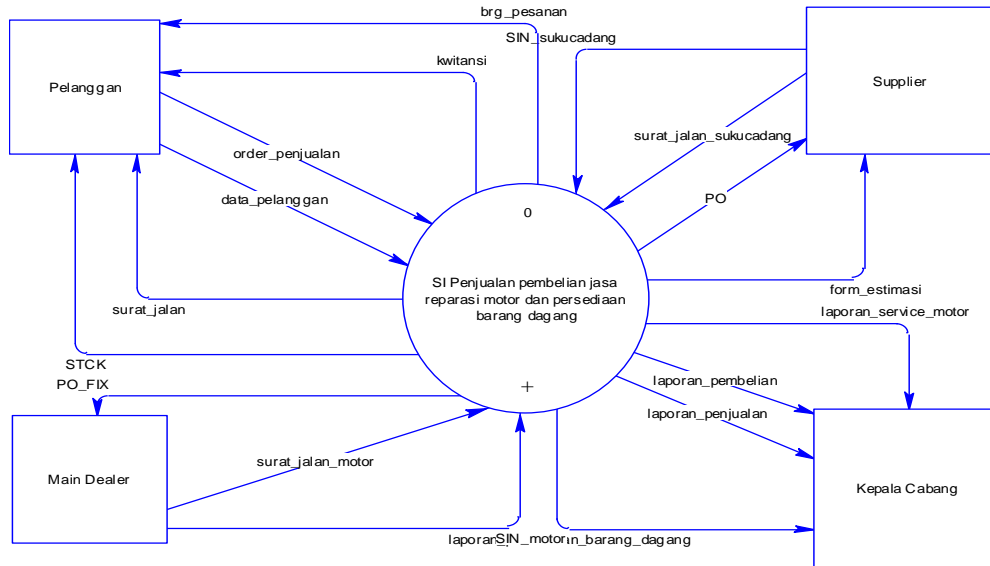 brg_pesanan
SIN_sukucadang
kwitansi
Pelanggan
Supplier
surat_jalan_sukucadang
order_penjualan
data_pelanggan
PO
0
SI Penjualan pembelian jasa
reparasi motor dan persediaan
barang dagang
surat_jalan
form_estimasi
laporan_service_motor
STCK
PO_FIX
laporan_pembelian
laporan_penjualan
+
surat_jalan_motor
Main Dealer
Kepala Cabang
SIN_motor